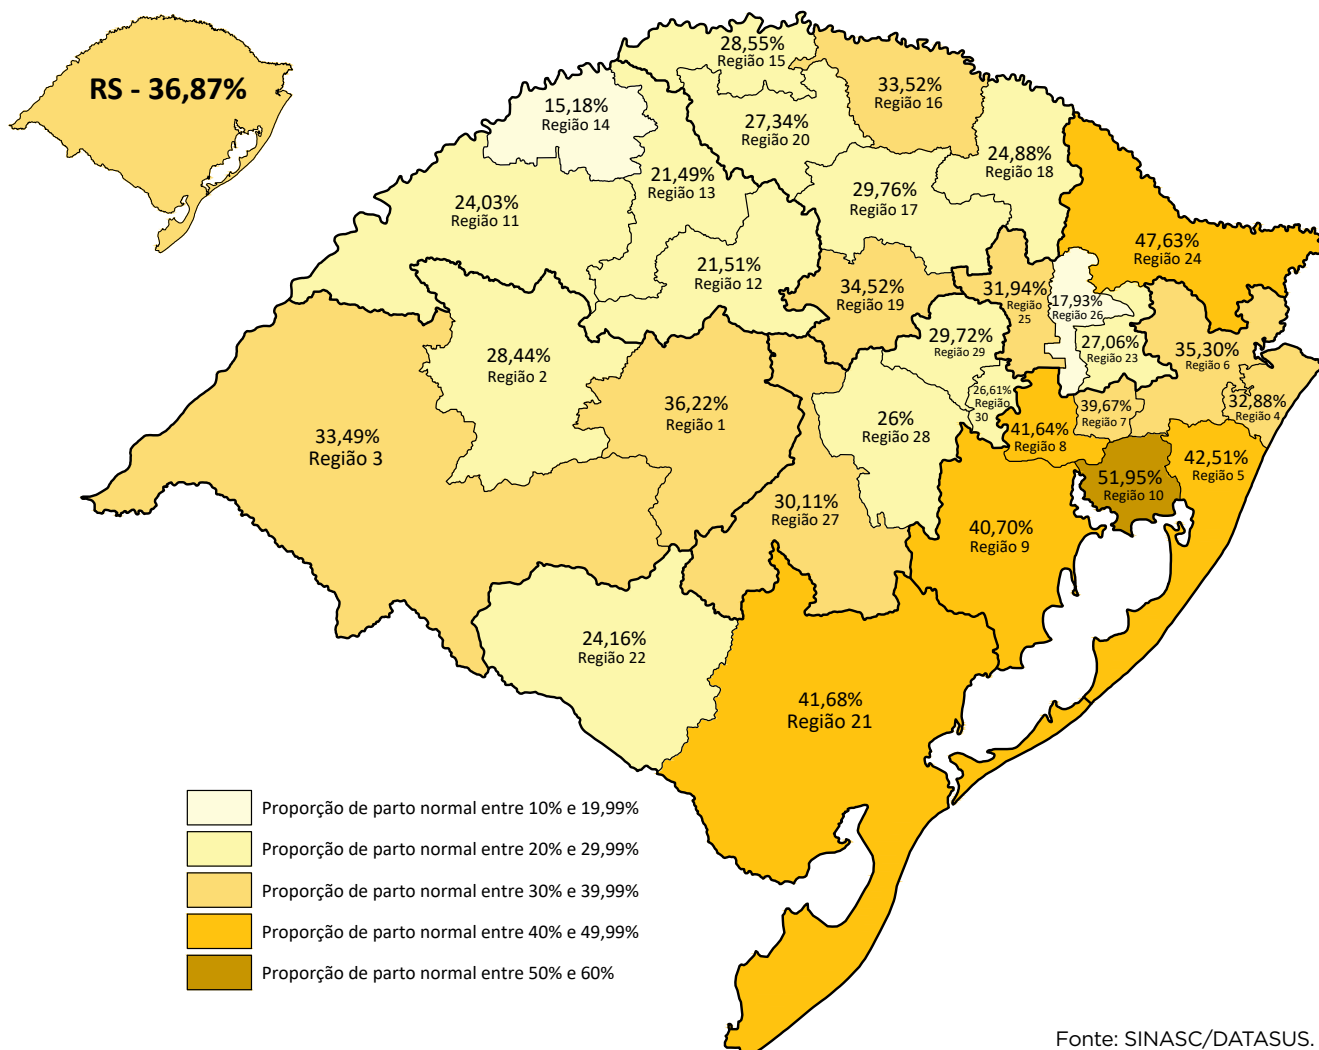 RS - 36,87%
28,55%
Região 15
33,52%
Região 16
15,18%
Região 14
27,34%
Região 20
24,88%
Região 18
21,49%
Região 13
29,76%
Região 17
24,03%
Região 11
47,63%
Região 24
21,51%
Região 12
34,52%
Região 19
31,94%
Região
25
17,93%
Região 26
29,72%
Região 29
27,06%
Região 23
35,30%
Região 6
28,44%
Região 2
26,61%
Região
30
32,88%
Região 4
39,67%
Região 7
36,22%
Região 1
26%
Região 28
41,64%
Região 8
33,49%
Região 3
42,51%
Região 5
51,95%
Região 10
30,11%
Região 27
40,70%
Região 9
24,16%
Região 22
41,68%
Região 21
Proporção de parto normal entre 10% e 19,99%
Proporção de parto normal entre 20% e 29,99%
Proporção de parto normal entre 30% e 39,99%
Proporção de parto normal entre 40% e 49,99%
Proporção de parto normal entre 50% e 60%
Fonte: SINASC/DATASUS.